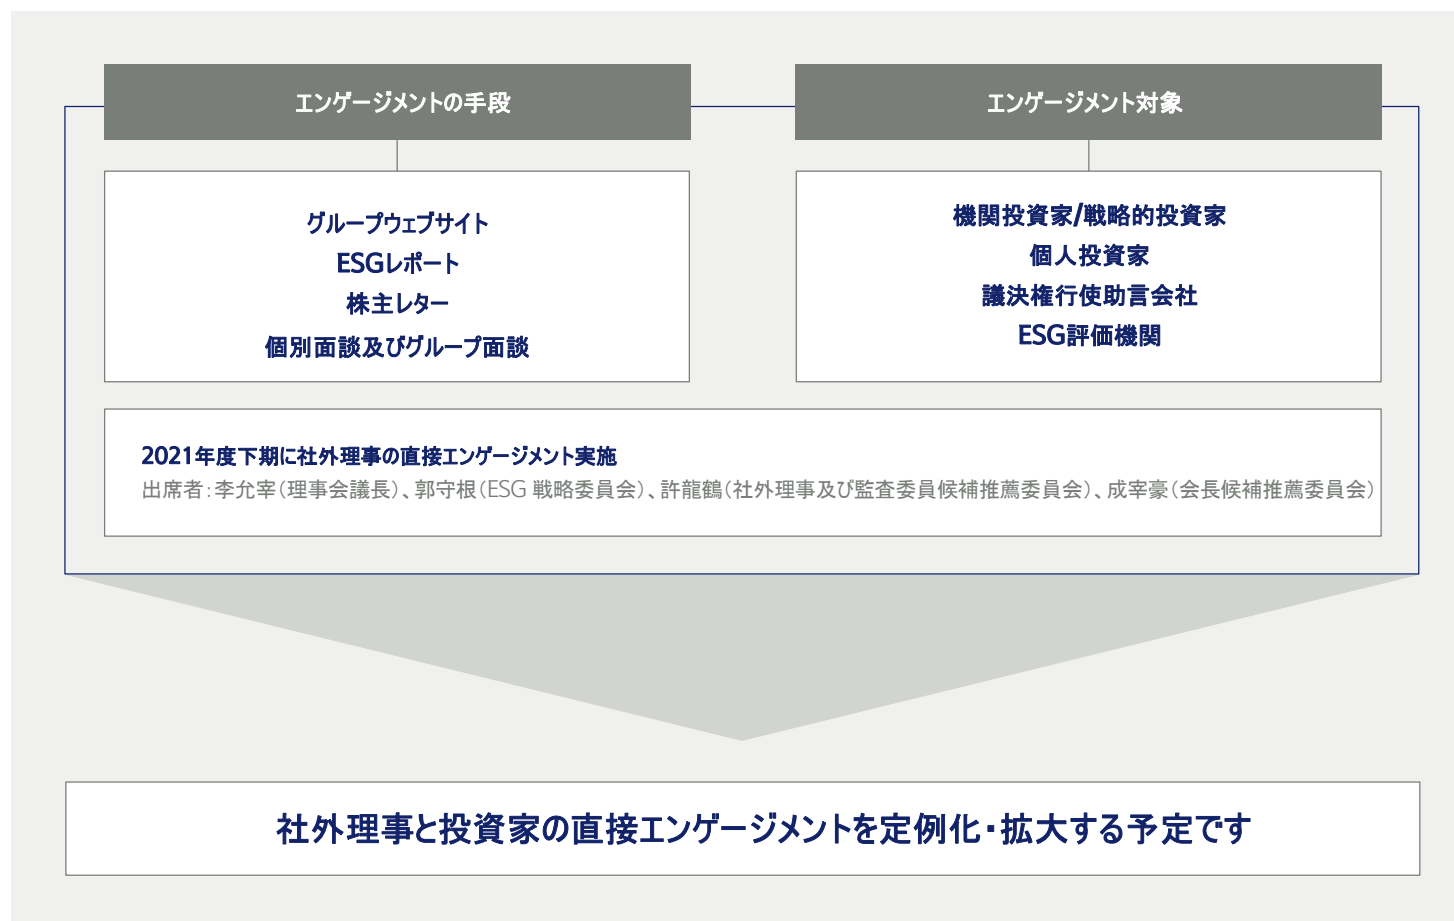 エンゲージメントの手段
グループウェブサイト
ESGレポート
株主レター
個別面談及びグループ面談
エンゲージメント対象
機関投資家/戦略的投資家
個人投資家
議決権行使助言会社
ESG評価機関
2021年度下期に社外理事の直接エンゲージメント実施
出席者：李允宰（理事会議長）、郭守根（ESG 戦略委員会）、許龍鶴（社外理事及び監査委員候補推薦委員会）、成宰豪（会長候補推薦委員会）
社外理事と投資家の直接エンゲージメントを定例化・拡大する予定です